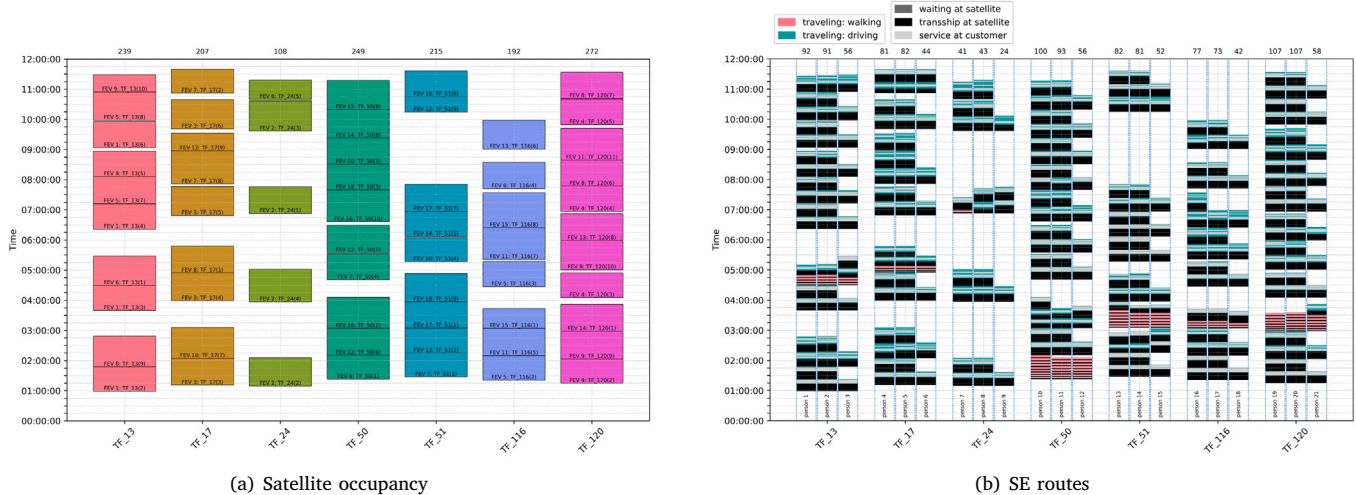 waiting at satellite
traveling: walking
transship at satellite
traveling: driving
service at customer
239 207 108 249 215 192 272
92 91 56 81 82 44 41 43 24 100 93 56 82 81 52 77 73 42 107 107 58
12:00:00
11:00:00
10:00:00
09:00:00
08:00:00
07:00:00
06:00:00
05:00:00
04:00:00
03:00:00
02:00:00
01:00:00
00:00:00
Time
FEV 9: TF_13(10)
FEV 5: TF_13(8)
FEV 1: TF_13(6)
FEV 9: TF_13(5)
FEV 5: TF_13(7)
FEV 1: TF_13(4)
FEV 6: TF_13(1)
FEV 1: TF_13(3)
FEV 8: TF_13(9)
FEV 1: TF_13(2)
FEV 7: TF_17(2)
FEV 3: TF_17(6)
FEV 12: TF_17(9)
FEV 7: TF_17(8)
FEV 3: TF_17(5)
FEV 8: TF_17(1)
FEV 3: TF_17(4)
FEV 10: TF_17(7)
FEV 3: TF_17(3)
FEV 6: TF_24(5)
FEV 2: TF_24(3)
FEV 2: TF_24(1)
FEV 2: TF_24(4)
FEV 2: TF_24(2)
FEV 15: TF_50(9)
FEV 14: TF_50(8)
FEV 10: TF_50(5)
FEV 18: TF_50(3)
FEV 16: TF_50(10)
FEV 12: TF_50(7)
FEV 7: TF_50(4)
FEV 16: TF_50(2)
FEV 12: TF_50(6)
FEV 6: TF_50(1)
FEV 16: TF_51(6)
FEV 12: TF_51(9)
FEV 17: TF_51(7)
FEV 14: TF_51(5)
FEV 10: TF_51(4)
FEV 18: TF_51(8)
FEV 17: TF_51(1)
FEV 13: TF_51(2)
FEV 7: TF_51(3)
FEV 13: TF_116(6)
FEV 6: TF_116(4)
FEV 15: TF_116(8)
FEV 11: TF_116(7)
FEV 5: TF_116(3)
FEV 15: TF_116(1)
FEV 11: TF_116(5)
FEV 5: TF_116(2)
FEV 8: TF_120(7)
FEV 4: TF_120(5)
FEV 11: TF_120(11)
FEV 8: TF_120(6)
FEV 4: TF_120(4)
FEV 13: TF_120(8)
FEV 9: TF_120(10)
FEV 4: TF_120(3)
FEV 14: TF_120(1)
FEV 9: TF_120(9)
FEV 4: TF_120(2)
TF_13 TF_17 TF_24 TF_50 TF_51 TF_116 TF_120
12:00:00
11:00:00
10:00:00
09:00:00
08:00:00
07:00:00
06:00:00
05:00:00
04:00:00
03:00:00
02:00:00
01:00:00
00:00:00
Time
person 1
person 2
person 3
person 4
person 5
person 6
person 7
person 8
person 9
person 10
person 11
person 12
person 13
person 14
person 15
person 16
person 17
person 18
person 19
person 20
person 21
TF_13 TF_17 TF_24 TF_50 TF_51 TF_116 TF_120
(a) Satellite occupancy
(b) SE routes